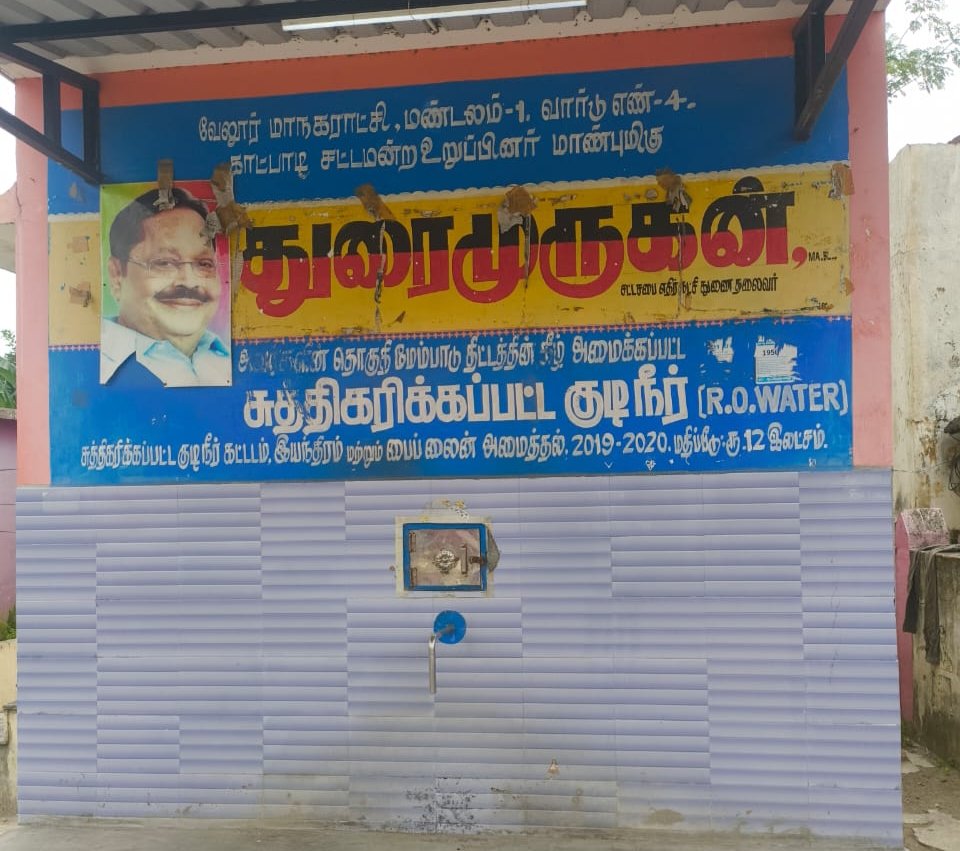 வேலூர் மாநகராட்சி, மண்டலம்-1. வார்டு எண்-4.
காட்பாடி சட்டமன்ற உறுப்பினர் மாண்புமிகு
துரைமுருகன்,
சட்டசபை எதிர்கட்சி துணை தலைவர்
தொகுதி மேம்பாடு திட்டத்தின் கீழ் அமைக்கப்பட்ட
1950
சுத்திகரிக்கப்பட்ட குடிநீர் (R.O.WATER)
சுத்திகரிக்கப்பட்ட குடிநீர் கட்டடம், இயந்திரம் மற்றும் பைப் லைன் அமைத்தல். 2019-2020. மதிப்பீடு ரூ.12 இலட்சம்.